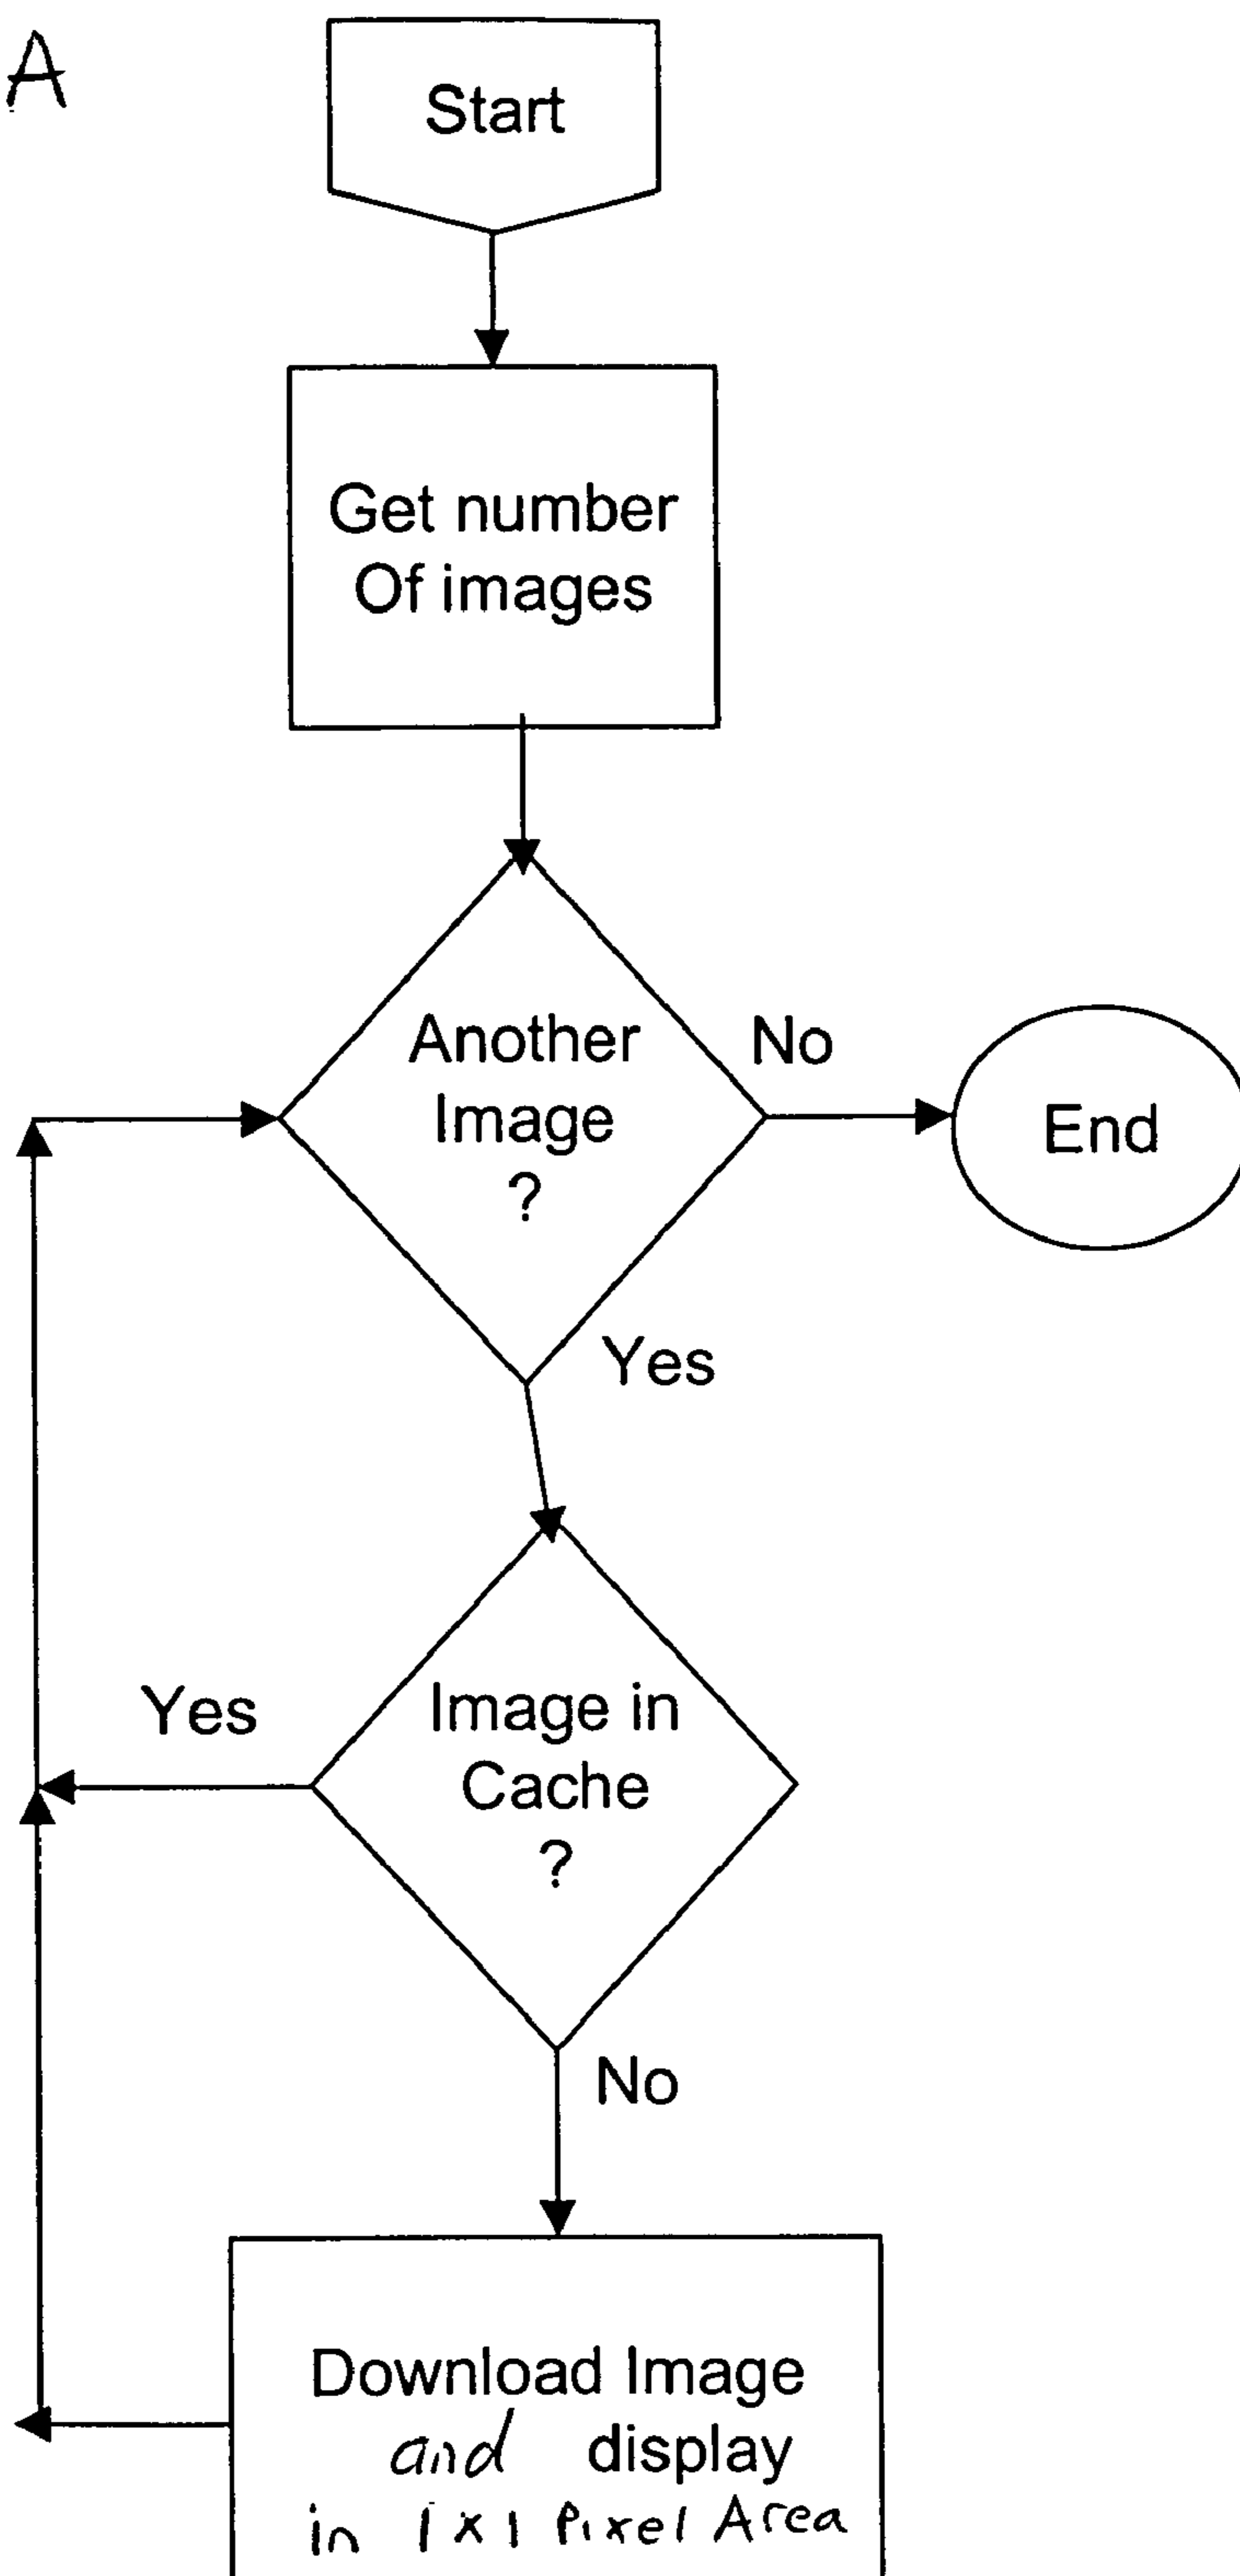 A
Start
Get number
Of images
Another
Image
?
No
End
Yes
Yes
Image in
Cache
?
No
Download Image
and display
in 1x1 Pixel Area